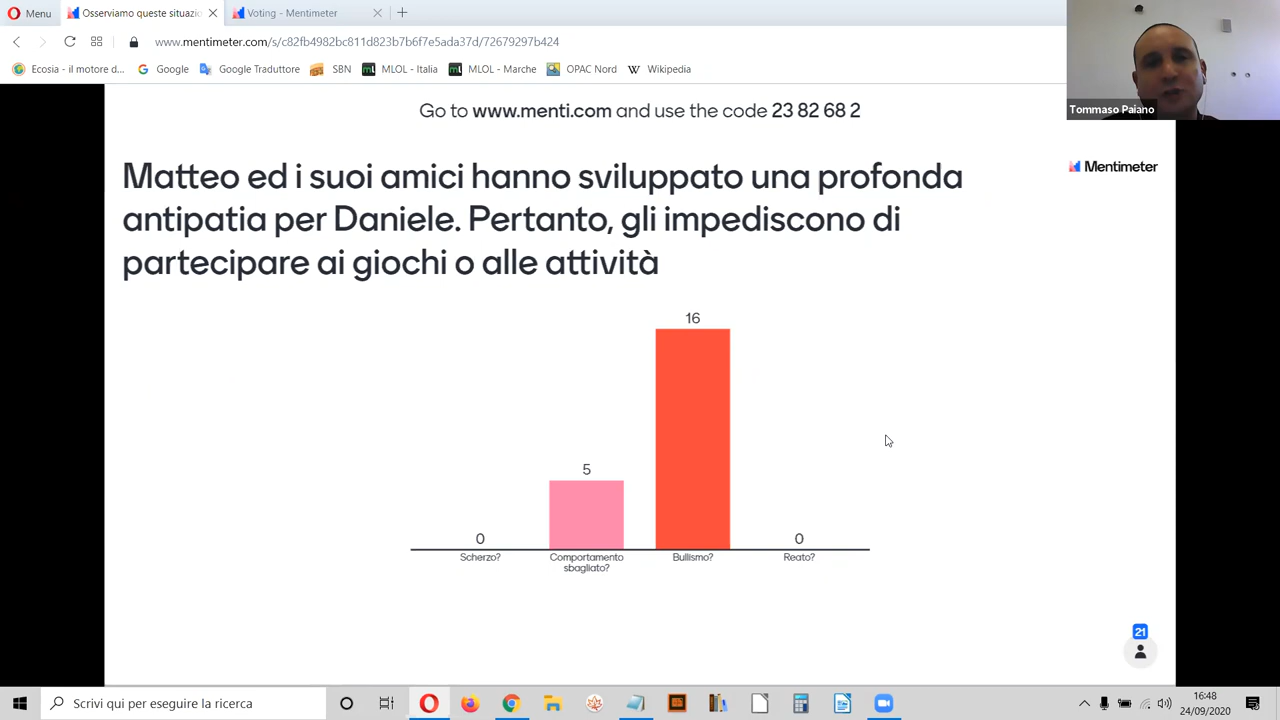 Menu
Osserviamo queste situazio
Voting - Mentimeter
www.mentimeter.com/s/c82fb4982bc811d823b7b6f7e5ada37d/72679297b424
Ecosia - il motore d...
Google
Google Traduttore
SBN
MLOL - Italia
MLOL - Marche
OPAC Nord
Wikipedia
Tommaso Paiano
Go to www.menti.com and use the code 23 82 68 2
Mentimeter
Matteo ed i suoi amici hanno sviluppato una profonda
antipatia per Daniele. Pertanto, gli impediscono di
partecipare ai giochi o alle attività
16
5
0
0
Scherzo?
Comportamento
sbagliato?
Bullismo?
Reato?
21
Scrivi qui per eseguire la ricerca
16:48
24/09/2020